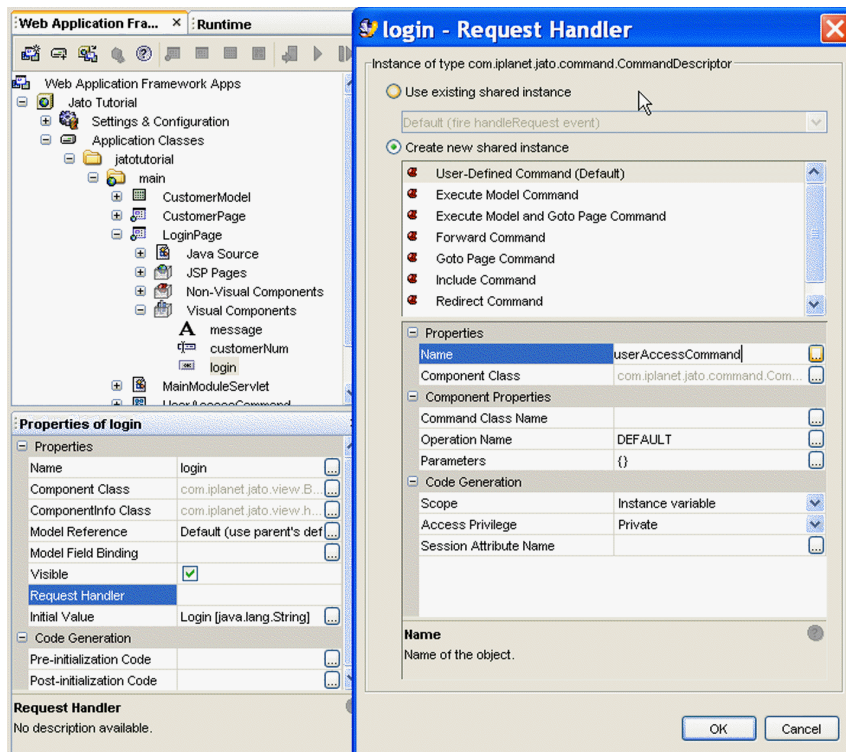 Web Application Fra... × Runtime
Web Application Framework Apps
Jato Tutorial
Settings & Configuration
Application Classes
jatotutorial
main
CustomerModel
CustomerPage
LoginPage
Java Source
JSP Pages
Non-Visual Components
Visual Components
A message
customerNum
login
MainModuleServlet
Properties of login
Properties
Name login ...
Component Class com.iplanet.jato.view.B... ...
ComponentInfo Class com.iplanet.jato.view.h... ...
Model Reference Default (use parent's def ...
Model Field Binding ...
Visible
Request Handler
Initial Value Login [java.lang.String] ...
Code Generation
Pre-initialization Code ...
Post-initialization Code ...
Request Handler
No description available.
login - Request Handler
Instance of type com.iplanet.jato.command.CommandDescriptor
Use existing shared instance
Default (fire handleRequest event)
Create new shared instance
User-Defined Command (Default)
Execute Model Command
Execute Model and Goto Page Command
Forward Command
Goto Page Command
Include Command
Redirect Command
Properties
Name userAccessCommand ...
Component Class com.iplanet.jato.command.Com... ...
Component Properties
Command Class Name ...
Operation Name DEFAULT ...
Parameters {} ...
Code Generation
Scope Instance variable
Access Privilege Private
Session Attribute Name ...
Name
Name of the object.
OK Cancel